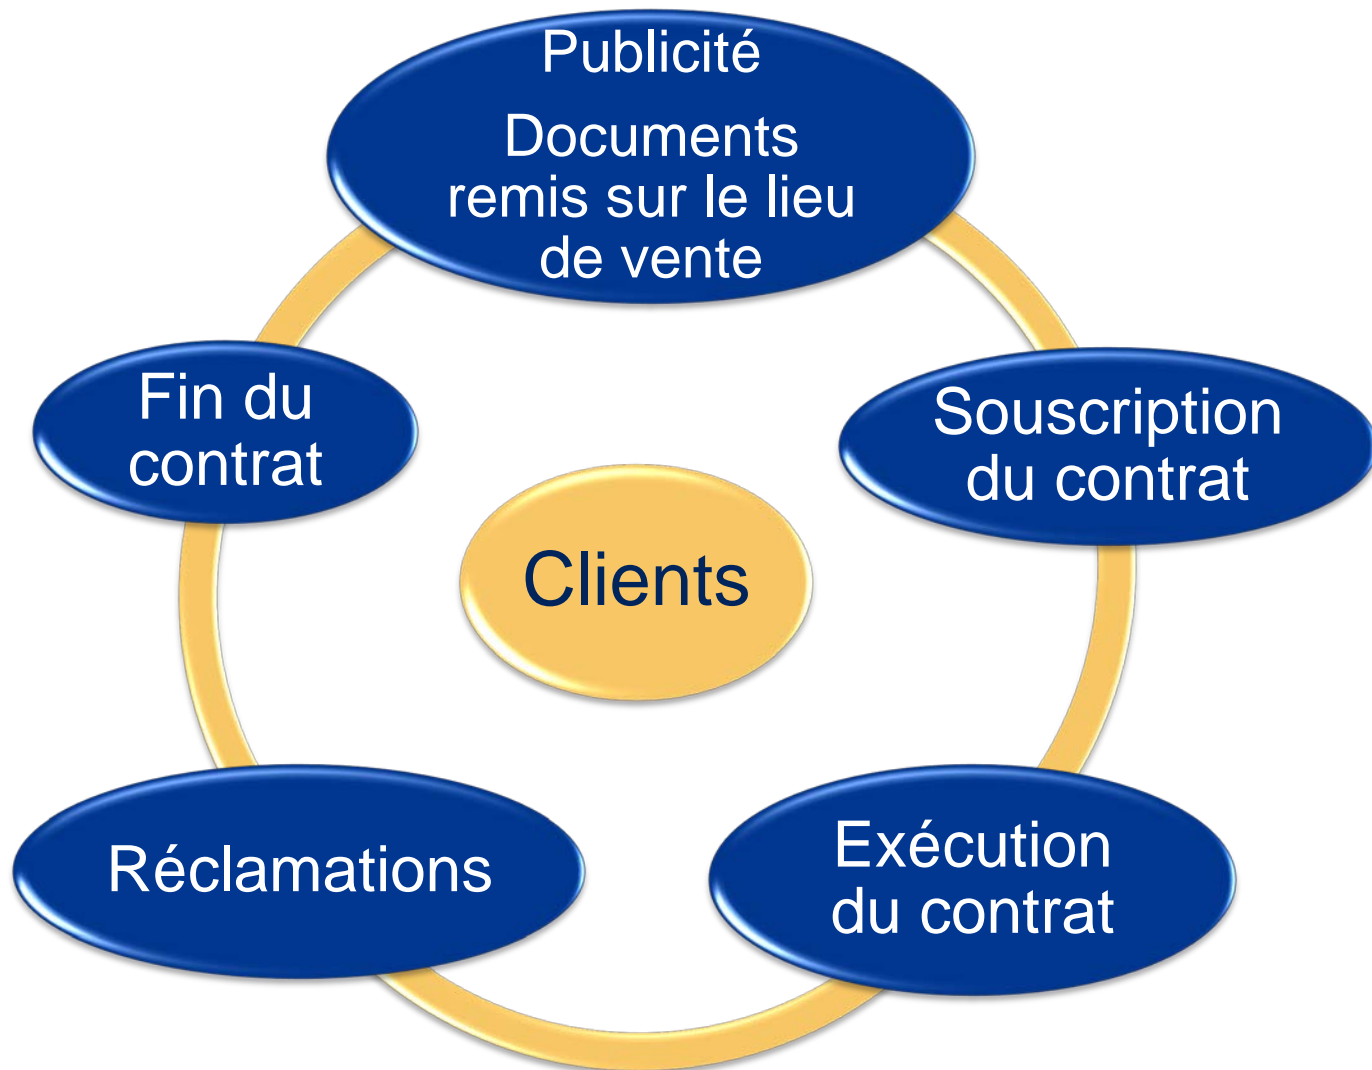 Publicité
Documents
remis sur le lieu
de vente
Souscription
du contrat
Exécution
du contrat
Réclamations
Fin du
contrat
Clients